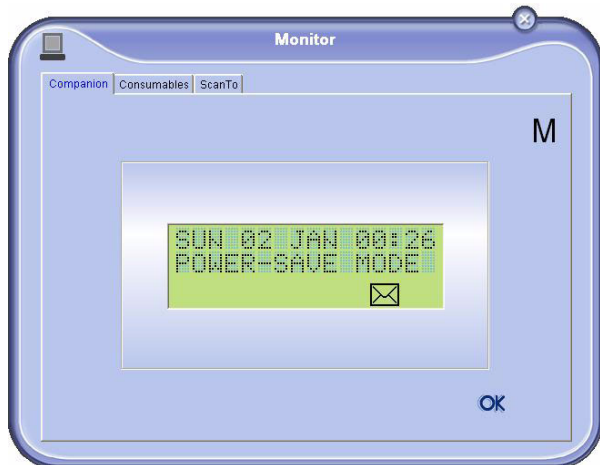 Monitor
Companion Consumables ScanTo
M
SUN 02 JAN 00:26
POWER-SAVE MODE
OK